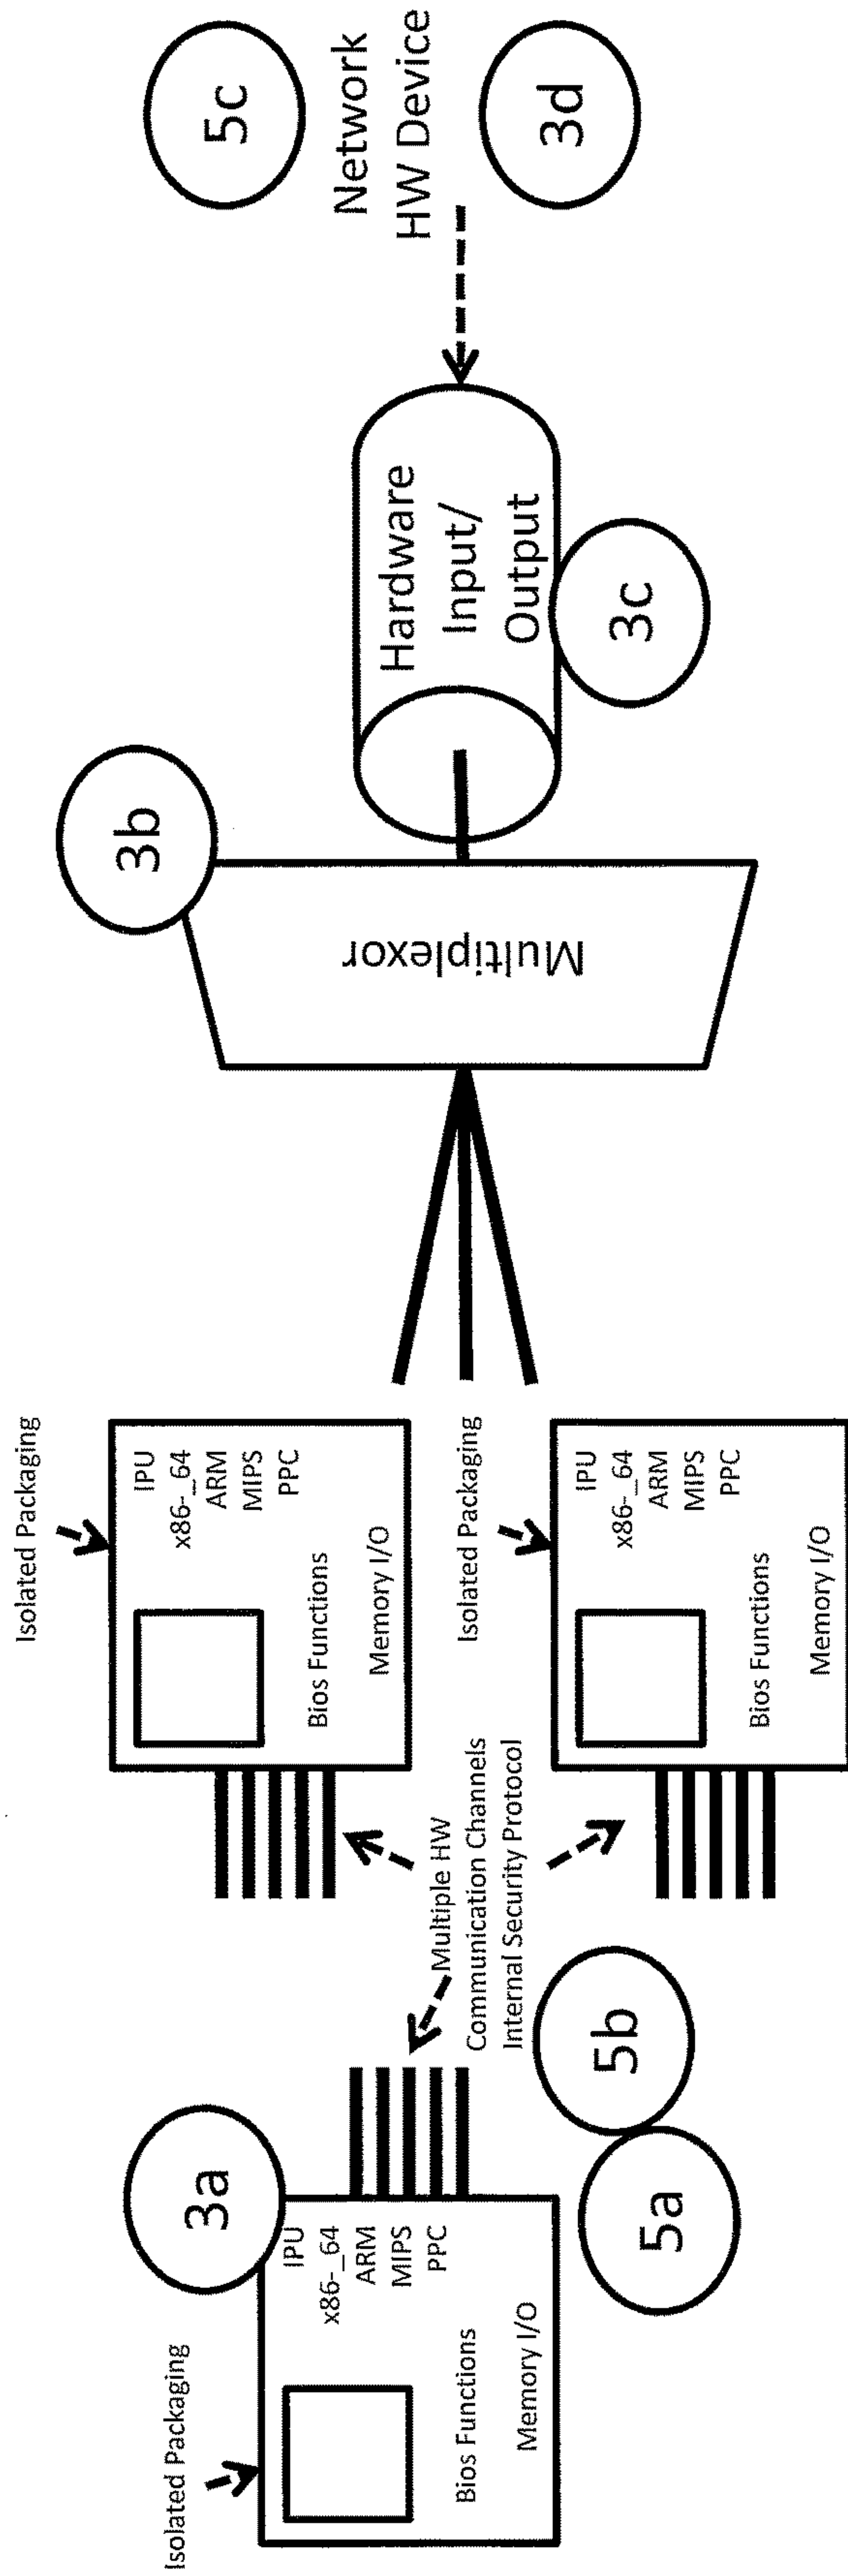 Isolated Packaging
3a
IPU
x86-_64
ARM
MIPS
PPC
Bios Functions
Memory I/O
5a
5b
Multiple HW
Communication Channels
Internal Security Protocol
Isolated Packaging
IPU
x86-_64
ARM
MIPS
PPC
Bios Functions
Memory I/O
Isolated Packaging
IPU
x86-_64
ARM
MIPS
PPC
Bios Functions
Memory I/O
3b
Multiplexor
Hardware
Input/
Output
3c
5c
Network
HW Device
3d